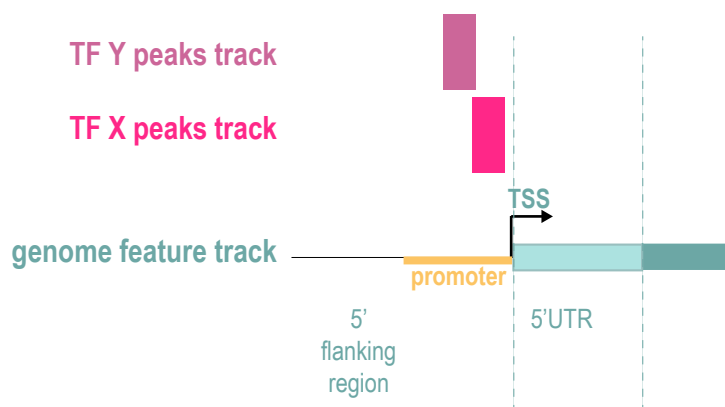 TF Y peaks track
TF X peaks track
TSS
genome feature track
promoter
5'
flanking
region
5'UTR